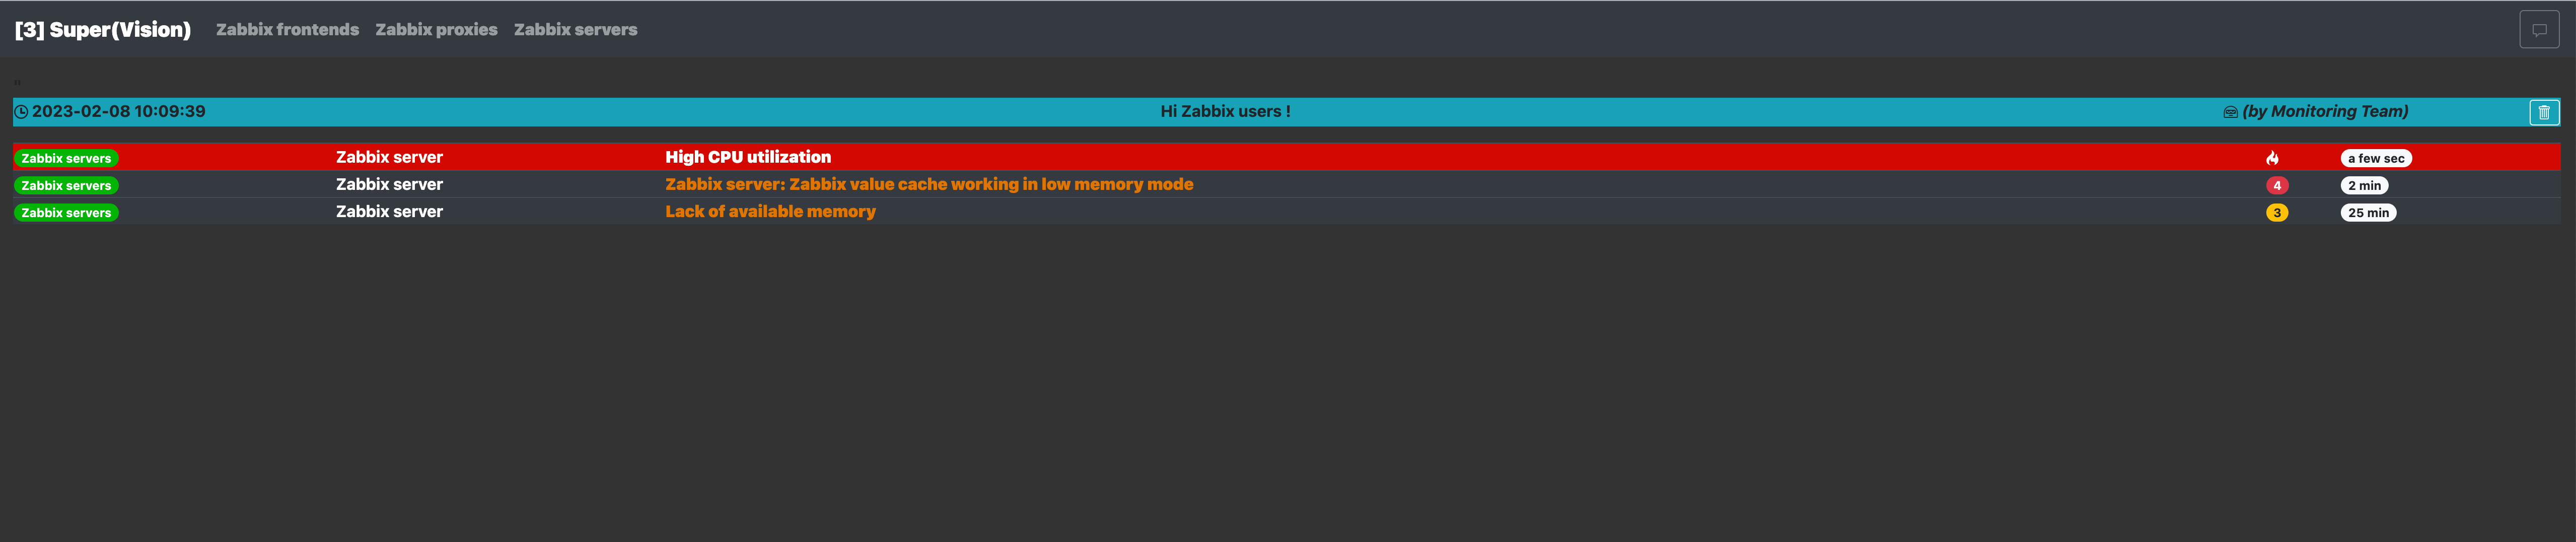 [3] Super(Vision) Zabbix frontends Zabbix proxies Zabbix servers
"
2023-02-08 10:09:39 Hi Zabbix users ! (by Monitoring Team)
Zabbix servers Zabbix server High CPU utilization a few sec
Zabbix servers Zabbix server Zabbix server: Zabbix value cache working in low memory mode 4 2 min
Zabbix servers Zabbix server Lack of available memory 3 25 min